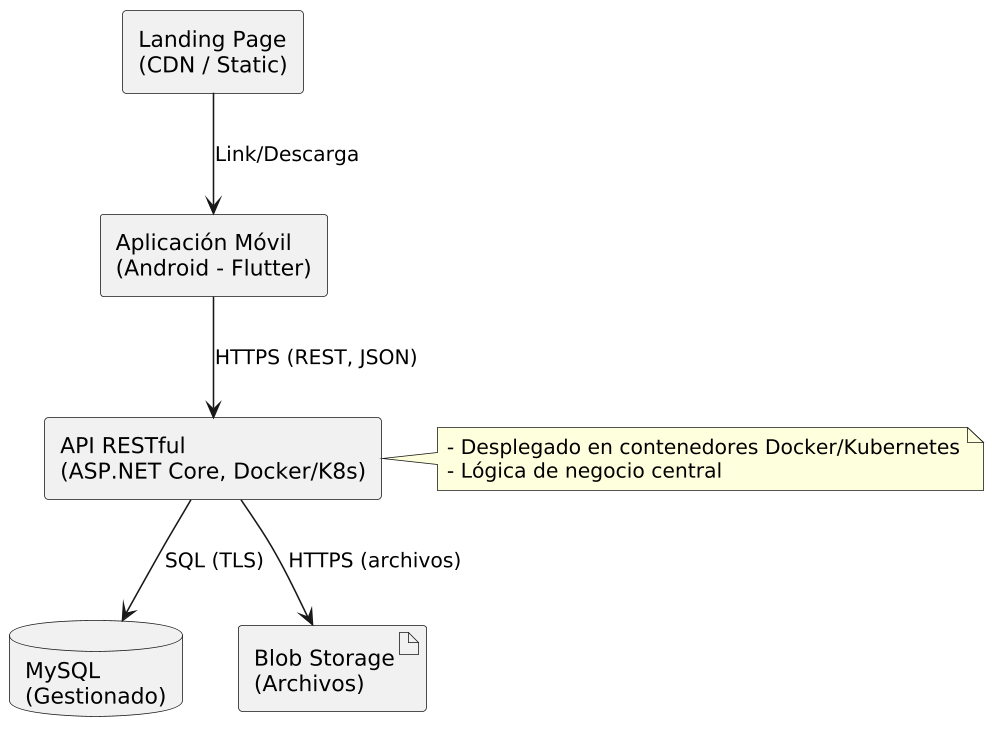 Landing Page
(CDN / Static)
Link/Descarga
Aplicación Móvil
(Android - Flutter)
HTTPS (REST, JSON)
API RESTful
(ASP.NET Core, Docker/K8s)
- Desplegado en contenedores Docker/Kubernetes
- Lógica de negocio central
SQL (TLS)
HTTPS (archivos)
MySQL
(Gestionado)
Blob Storage
(Archivos)